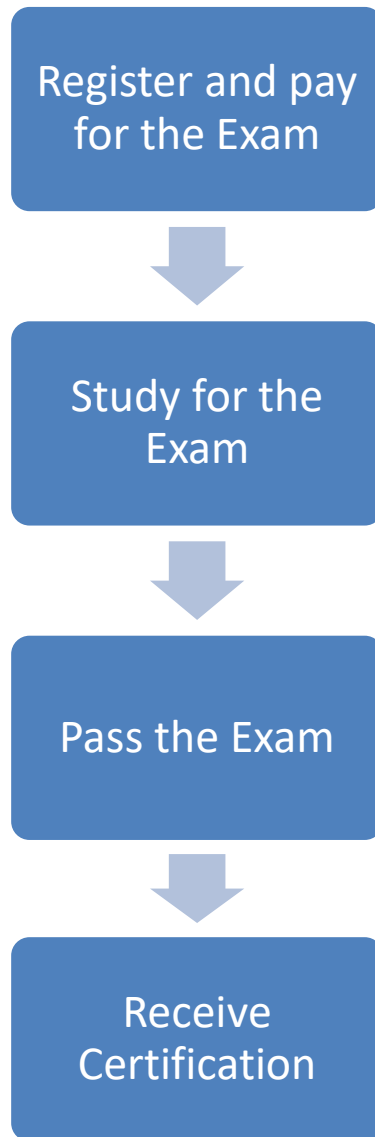 Register and pay
for the Exam
Study for the
Exam
Pass the Exam
Receive
Certification